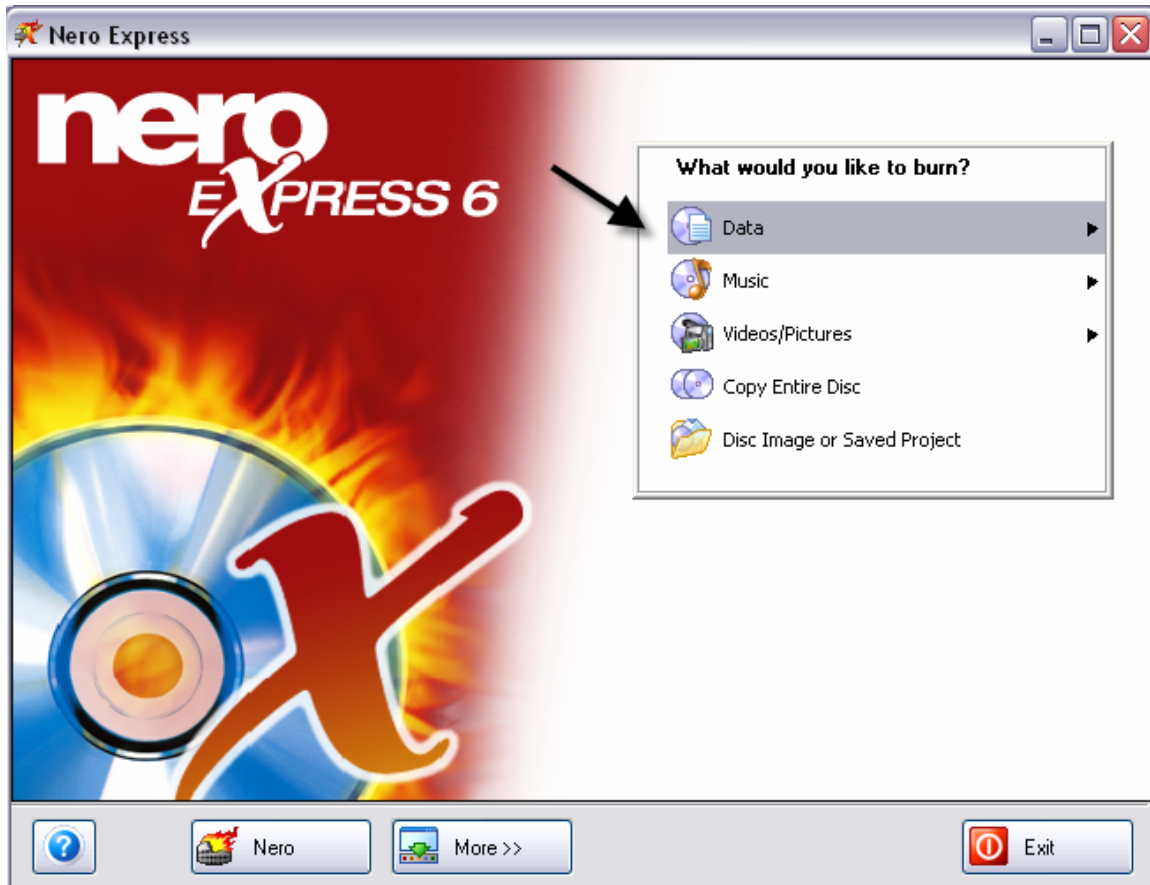 Nero Express
nero
EXPRESS 6
What would you like to burn?
Data
Music
Videos/Pictures
Copy Entire Disc
Disc Image or Saved Project
?
Nero
More >>
Exit